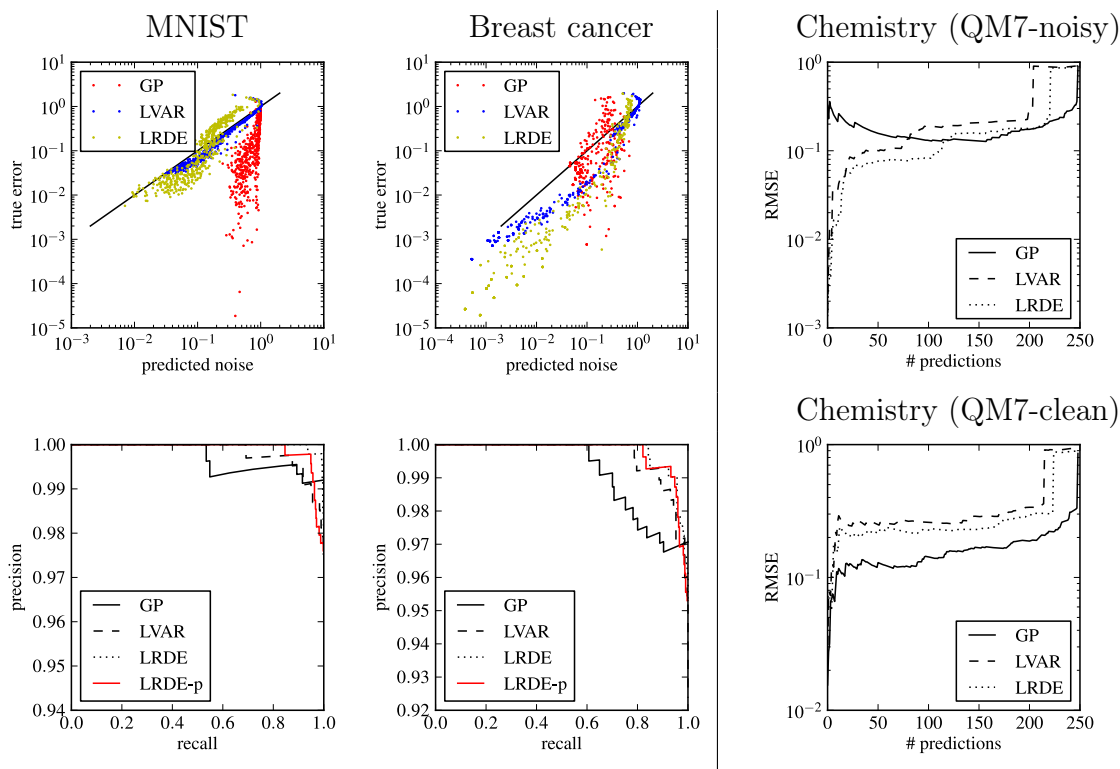 MNIST
10^1
10^0
10^-1
10^-2
10^-3
10^-4
10^-5
true error
GP
LVAR
LRDE
10^-3
10^-2
10^-1
10^0
10^1
predicted noise
Breast cancer
10^1
10^0
10^-1
10^-2
10^-3
10^-4
10^-5
true error
GP
LVAR
LRDE
10^-3
10^-2
10^-1
10^0
10^1
predicted noise
Chemistry (QM7-noisy)
10^0
10^-1
10^-2
10^-3
RMSE
GP
LVAR
LRDE
0
50
100
150
200
250
# predictions
1.00
0.99
0.98
0.97
0.96
0.95
0.94
precision
GP
LVAR
LRDE
LRDE-p
0.0
0.2
0.4
0.6
0.8
1.0
recall
1.00
0.99
0.98
0.97
0.96
0.95
0.94
0.93
0.92
precision
GP
LVAR
LRDE
LRDE-p
0.0
0.2
0.4
0.6
0.8
1.0
recall
Chemistry (QM7-clean)
10^0
10^-1
10^-2
RMSE
GP
LVAR
LRDE
0
50
100
150
200
250
# predictions